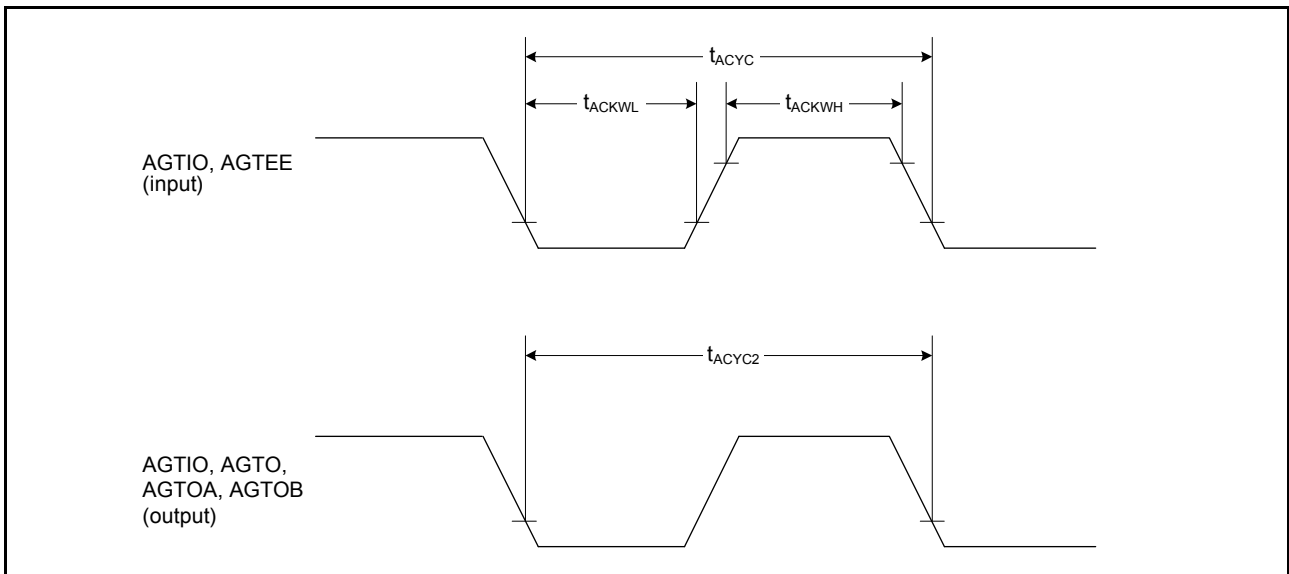 tACYC
tACKWL
tACKWH
AGTIO, AGTEE
(input)
tACYC2
AGTIO, AGTO,
AGTOA, AGTOB
(output)